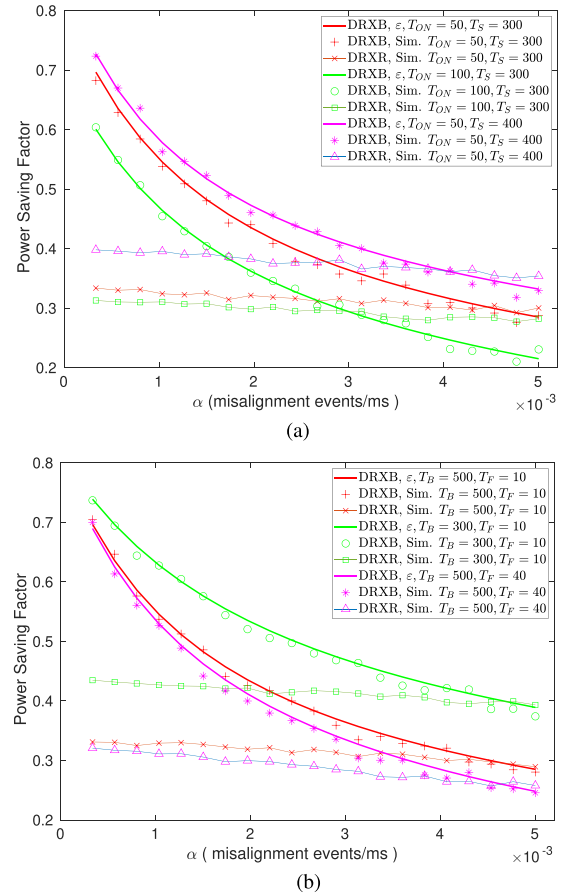 0.8
0.7
0.6
0.5
0.4
0.3
0.2
Power Saving Factor
DRXB, ε, T_ON = 50, T_S = 300
DRXB, Sim. T_ON = 50, T_S = 300
DRXR, Sim. T_ON = 50, T_S = 300
DRXB, ε, T_ON = 100, T_S = 300
DRXB, Sim. T_ON = 100, T_S = 300
DRXR, Sim. T_ON = 100, T_S = 300
DRXB, ε, T_ON = 50, T_S = 400
DRXB, Sim. T_ON = 50, T_S = 400
DRXR, Sim. T_ON = 50, T_S = 400
0 1 2 3 4 5
×10⁻³
α (misalignment events/ms )
(a)
0.8
0.7
0.6
0.5
0.4
0.3
0.2
Power Saving Factor
DRXB, ε, T_B = 500, T_F = 10
DRXB, Sim. T_B = 500, T_F = 10
DRXR, Sim. T_B = 500, T_F = 10
DRXB, ε, T_B = 300, T_F = 10
DRXB, Sim. T_B = 300, T_F = 10
DRXR, Sim. T_B = 300, T_F = 10
DRXB, ε, T_B = 500, T_F = 40
DRXB, Sim. T_B = 500, T_F = 40
DRXR, Sim. T_B = 500, T_F = 40
0 1 2 3 4 5
×10⁻³
α ( misalignment events/ms )
(b)